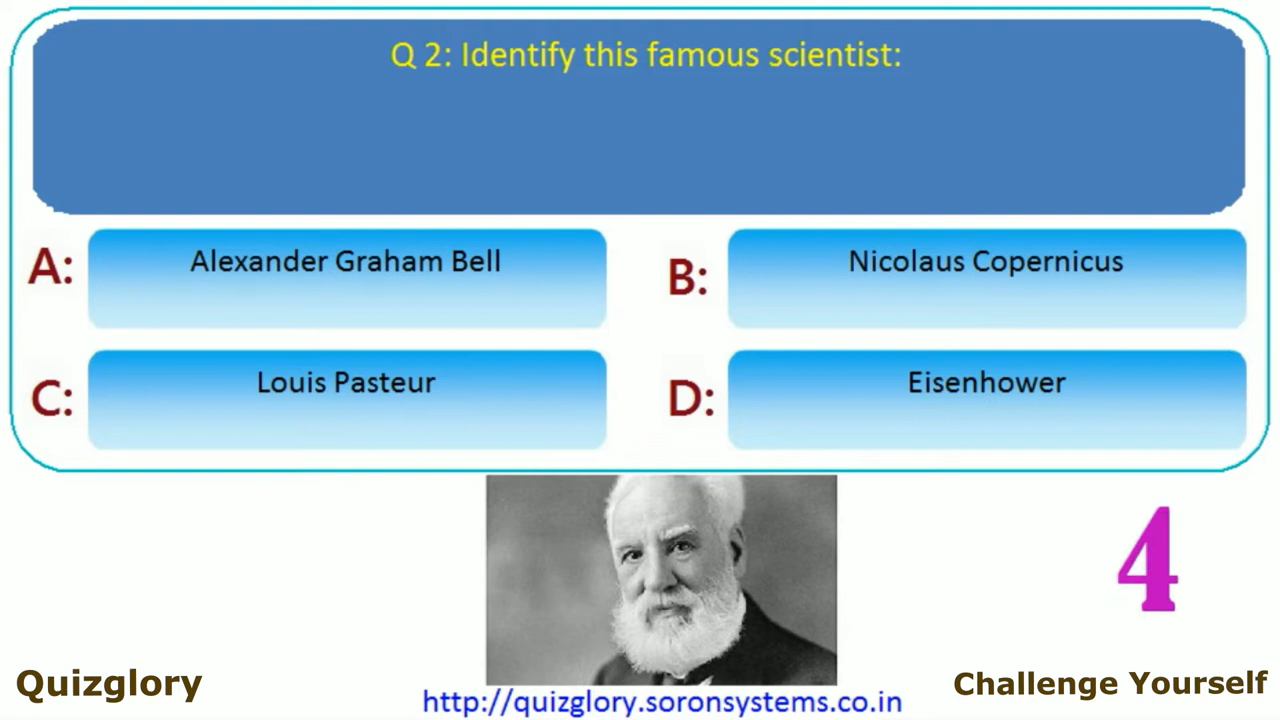 Q 2: Identify this famous scientist:
A: Alexander Graham Bell
B: Nicolaus Copernicus
C: Louis Pasteur
D: Eisenhower
4
Quizglory
http://quizglory.soronsystems.co.in
Challenge Yourself